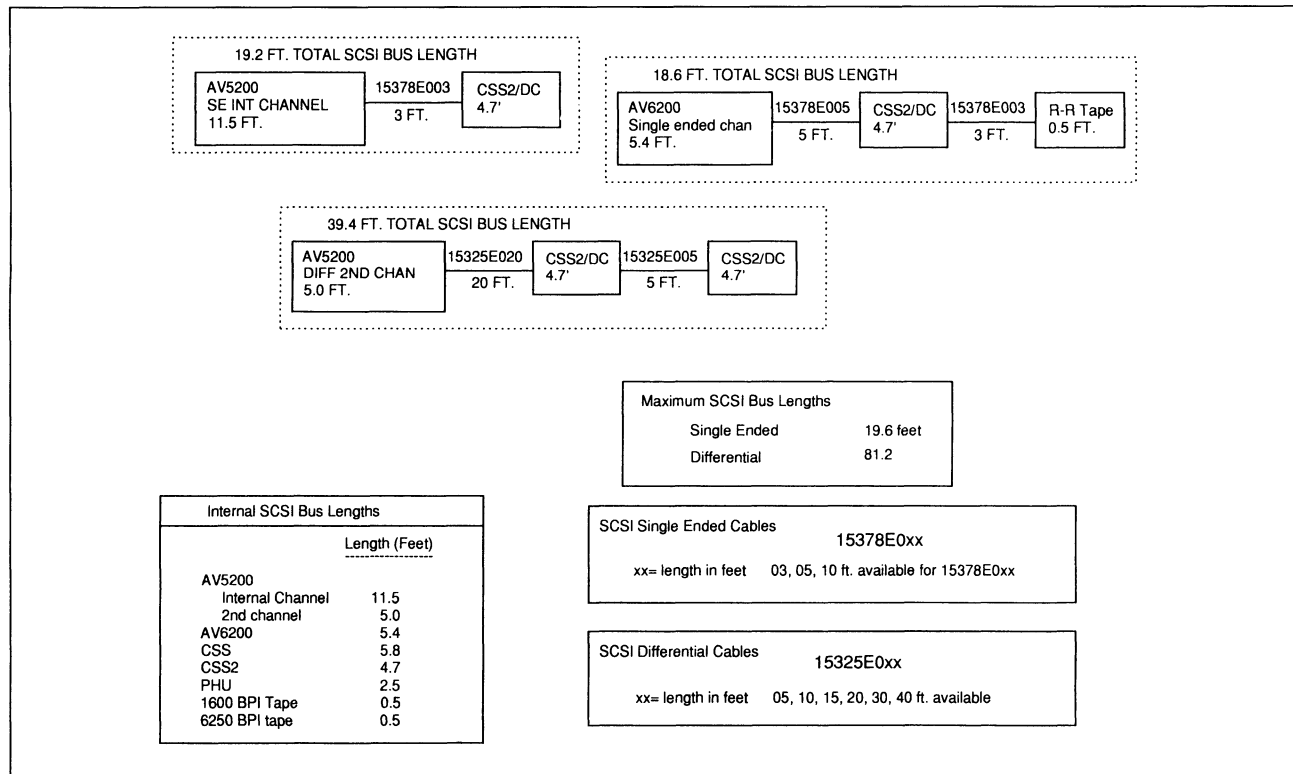 19.2 FT. TOTAL SCSI BUS LENGTH
AV5200
SE INT CHANNEL
11.5 FT.
15378E003
3 FT.
CSS2/DC
4.7'
18.6 FT. TOTAL SCSI BUS LENGTH
AV6200
Single ended chan
5.4 FT.
15378E005
5 FT.
CSS2/DC
4.7'
15378E003
3 FT.
R-R Tape
0.5 FT.
39.4 FT. TOTAL SCSI BUS LENGTH
AV5200
DIFF 2ND CHAN
5.0 FT.
15325E020
20 FT.
CSS2/DC
4.7'
15325E005
5 FT.
CSS2/DC
4.7'
Maximum SCSI Bus Lengths
Single Ended 19.6 feet
Differential 81.2
Internal SCSI Bus Lengths
Length (Feet)
AV5200
Internal Channel 11.5
2nd channel 5.0
AV6200 5.4
CSS 5.8
CSS2 4.7
PHU 2.5
1600 BPI Tape 0.5
6250 BPI tape 0.5
SCSI Single Ended Cables
15378E0xx
xx= length in feet 03, 05, 10 ft. available for 15378E0xx
SCSI Differential Cables
15325E0xx
xx= length in feet 05, 10, 15, 20, 30, 40 ft. available